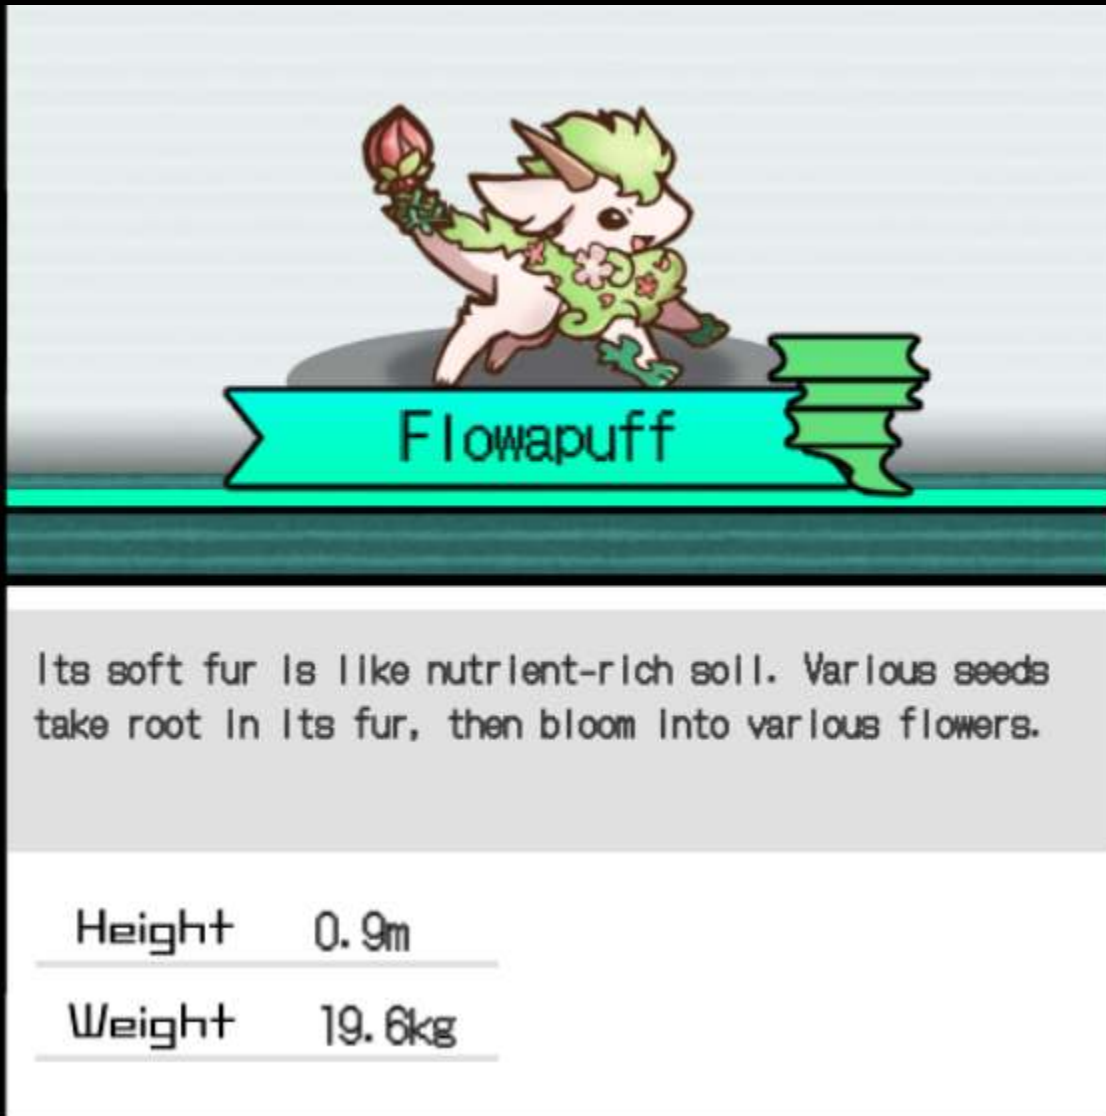 Flowapuff
Its soft fur is like nutrient-rich soil. Various seeds
take root in its fur, then bloom into various flowers.
Height 0.9m
Weight 19.6kg